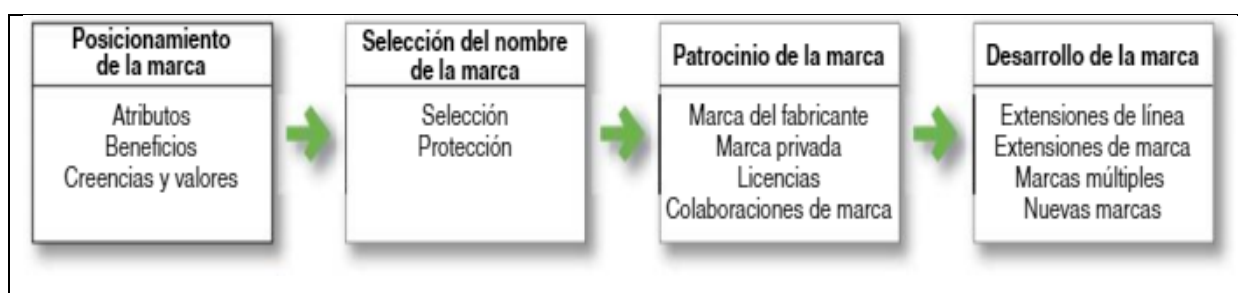 Posicionamiento
de la marca
Atributos
Beneficios
Creencias y valores
Selección del nombre
de la marca
Selección
Protección
Patrocinio de la marca
Marca del fabricante
Marca privada
Licencias
Colaboraciones de marca
Desarrollo de la marca
Extensiones de línea
Extensiones de marca
Marcas múltiples
Nuevas marcas